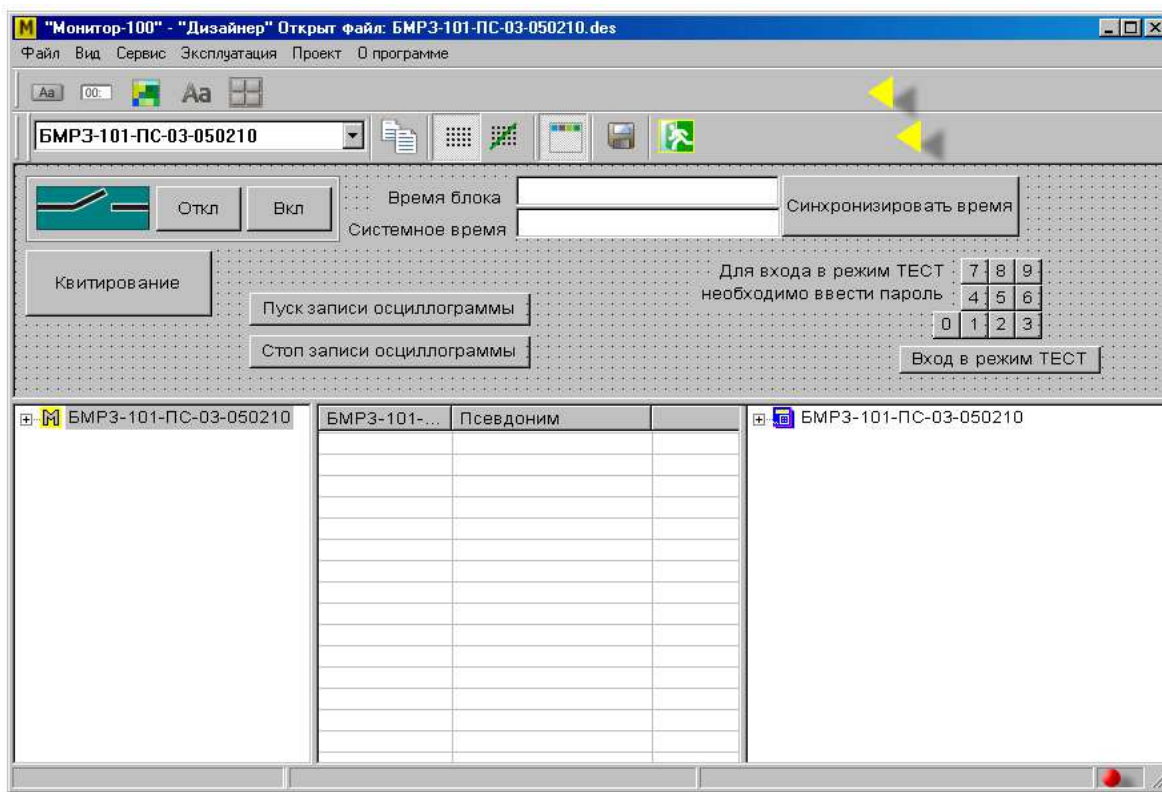 "Монитор-100" - "Дизайнер" Открыт файл: БМРЗ-101-ПС-03-050210.des
Файл Вид Сервис Эксплуатация Проект О программе
Aa 00: Aa
БМРЗ-101-ПС-03-050210
Откл Вкл
Время блока
Синхронизировать время
Системное время
Квитирование
Для входа в режим ТЕСТ
необходимо ввести пароль
7 8 9
4 5 6
0 1 2 3
Пуск записи осциллограммы
Стоп записи осциллограммы
Вход в режим ТЕСТ
БМРЗ-101-ПС-03-050210
БМРЗ-101-... Псевдоним
БМРЗ-101-ПС-03-050210